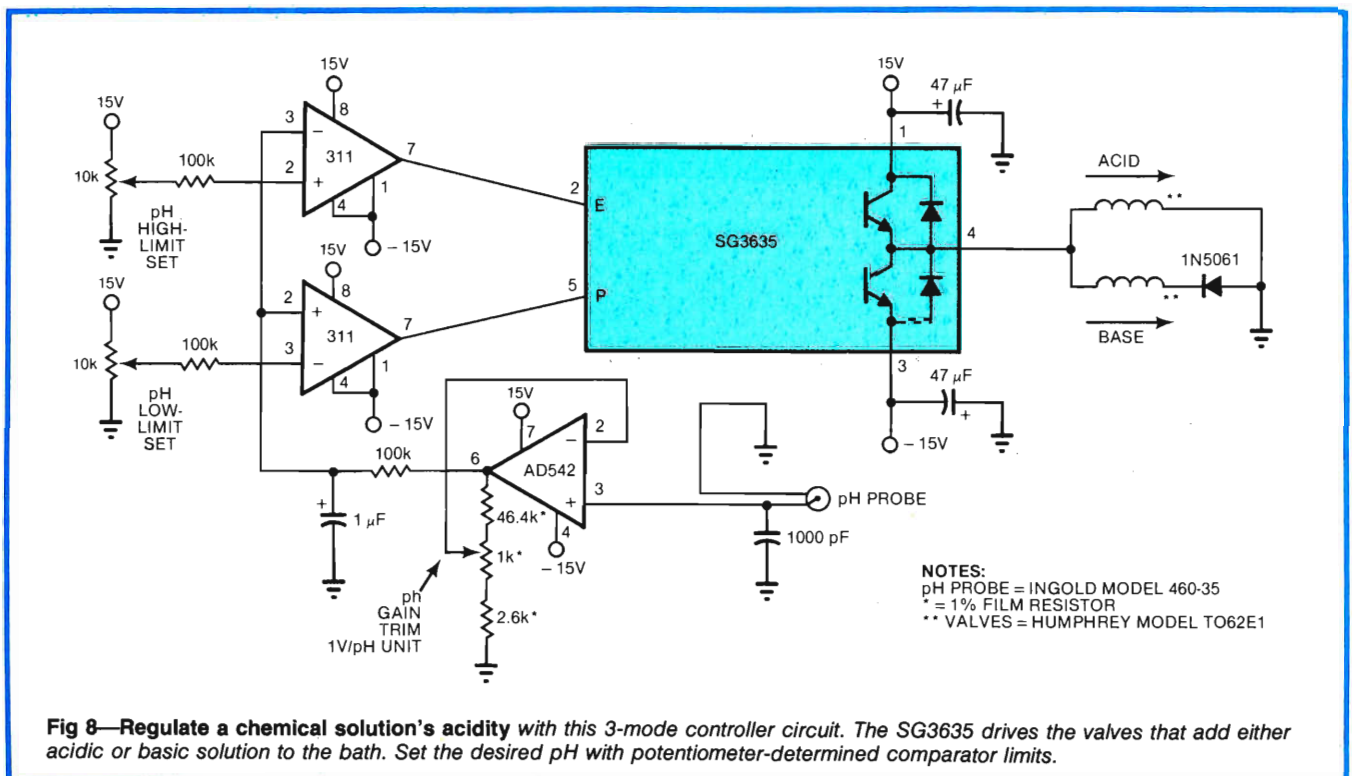 15V
8
3
−
311
7
2
+
1
4
– 15V
15V
10k
100k
pH
HIGH-
LIMIT
SET
15V
8
2
+
311
7
3
−
1
4
– 15V
15V
10k
100k
pH
LOW-
LIMIT
SET
2
E
5
P
SG3635
15V
47 µF
+
1
4
3
47 µF
+
– 15V
ACID
**
1N5061
**
BASE
100k
+
1 µF
6
15V
7
2
−
AD542
+
3
4
– 15V
46.4k*
1k*
2.6k*
ph
GAIN
TRIM
1V/pH UNIT
pH PROBE
1000 pF
NOTES:
pH PROBE = INGOLD MODEL 460-35
* = 1% FILM RESISTOR
** VALVES = HUMPHREY MODEL TO62E1
Fig 8—Regulate a chemical solution's acidity with this 3-mode controller circuit. The SG3635 drives the valves that add either
acidic or basic solution to the bath. Set the desired pH with potentiometer-determined comparator limits.